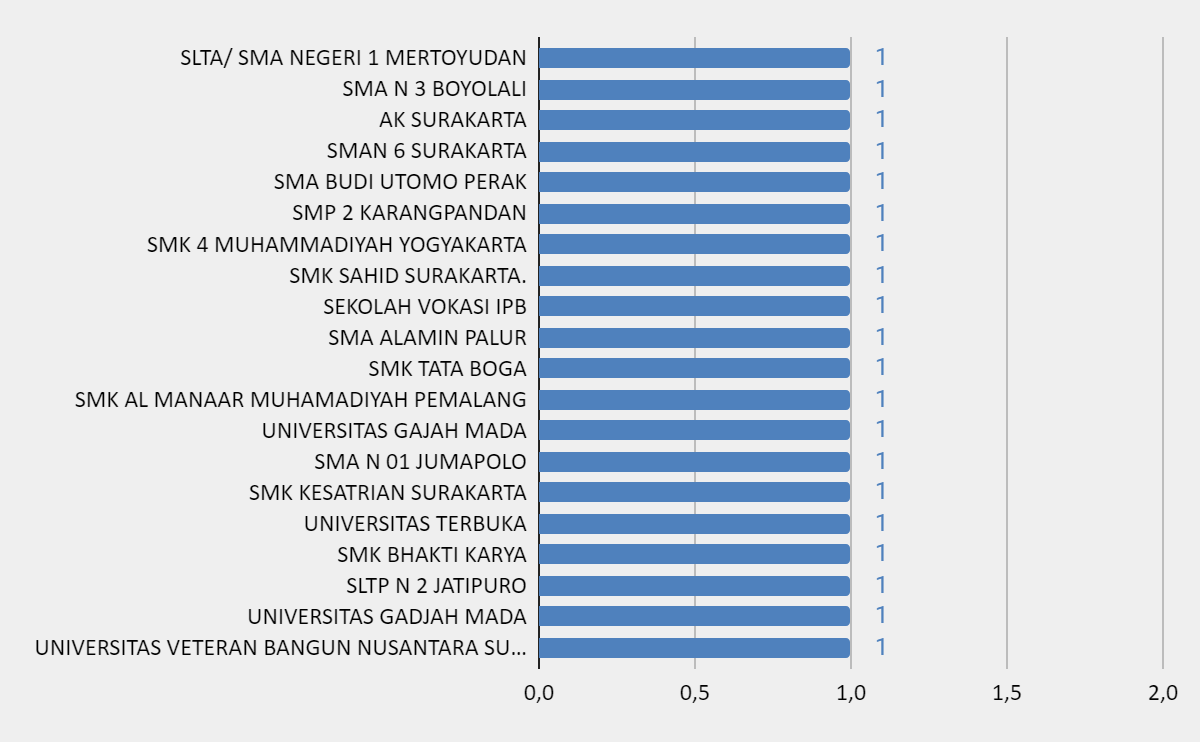 SLTA/ SMA NEGERI 1 MERTOYUDAN 1
SMA N 3 BOYOLALI 1
AK SURAKARTA 1
SMAN 6 SURAKARTA 1
SMA BUDI UTOMO PERAK 1
SMP 2 KARANGPANDAN 1
SMK 4 MUHAMMADIYAH YOGYAKARTA 1
SMK SAHID SURAKARTA. 1
SEKOLAH VOKASI IPB 1
SMA ALAMIN PALUR 1
SMK TATA BOGA 1
SMK AL MANAAR MUHAMADIYAH PEMALANG 1
UNIVERSITAS GAJAH MADA 1
SMA N 01 JUMAPOLO 1
SMK KESATRIAN SURAKARTA 1
UNIVERSITAS TERBUKA 1
SMK BHAKTI KARYA 1
SLTP N 2 JATIPURO 1
UNIVERSITAS GADJAH MADA 1
UNIVERSITAS VETERAN BANGUN NUSANTARA SU... 1
0,0 0,5 1,0 1,5 2,0